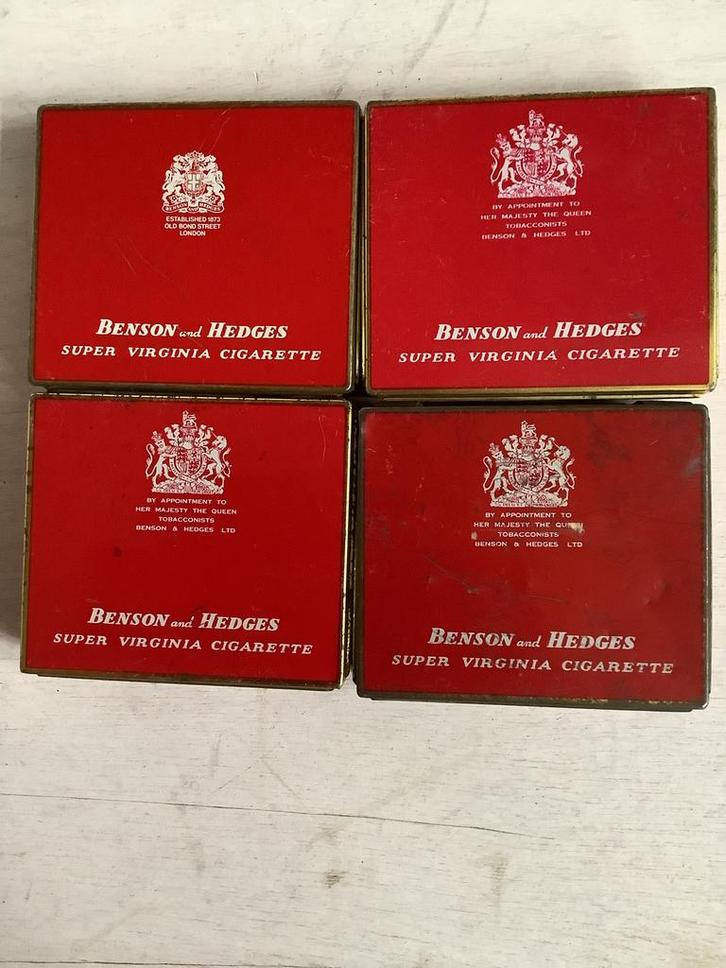 BENSON AND HEDGES
ESTABLISHED 1873
OLD BOND STREET
LONDON
BENSON and HEDGES
SUPER VIRGINIA CIGARETTE
BY APPOINTMENT TO
HER MAJESTY THE QUEEN
TOBACCONISTS
BENSON & HEDGES LTD
BENSON and HEDGES
SUPER VIRGINIA CIGARETTE
BY APPOINTMENT TO
HER MAJESTY THE QUEEN
TOBACCONISTS
BENSON & HEDGES LTD
BENSON and HEDGES
SUPER VIRGINIA CIGARETTE
BY APPOINTMENT TO
HER MAJESTY THE QUEEN
TOBACCONISTS
BENSON & HEDGES LTD
BENSON and HEDGES
SUPER VIRGINIA CIGARETTE